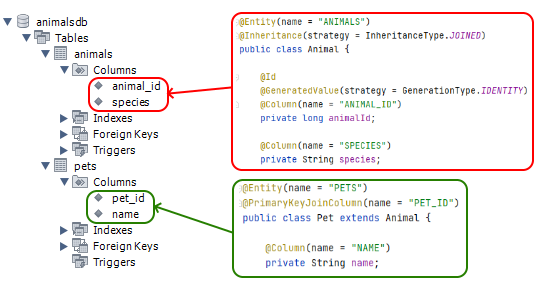 animalsdb
Tables
animals
Columns
animal_id
species
Indexes
Foreign Keys
Triggers
pets
Columns
pet_id
name
Indexes
Foreign Keys
Triggers
@Entity(name = "ANIMALS")
@Inheritance(strategy = InheritanceType.JOINED)
public class Animal {
@Id
@GeneratedValue(strategy = GenerationType.IDENTITY)
@Column(name = "ANIMAL_ID")
private long animalId;
@Column(name = "SPECIES")
private String species;
@Entity(name = "PETS")
@PrimaryKeyJoinColumn(name = "PET_ID")
public class Pet extends Animal {
@Column(name = "NAME")
private String name;